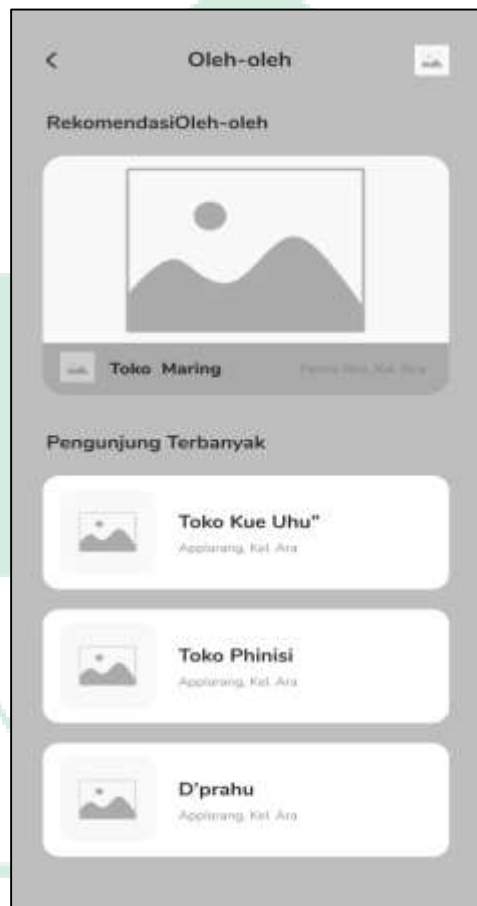 Oleh-oleh
RekomendasiOleh-oleh
Toko Maring
Pengunjung Terbanyak
Toko Kue Uhu"
Applarang, Kel. Ara
Toko Phinisi
Applarang, Kel. Ara
D'prahu
Applarang, Kel. Ara